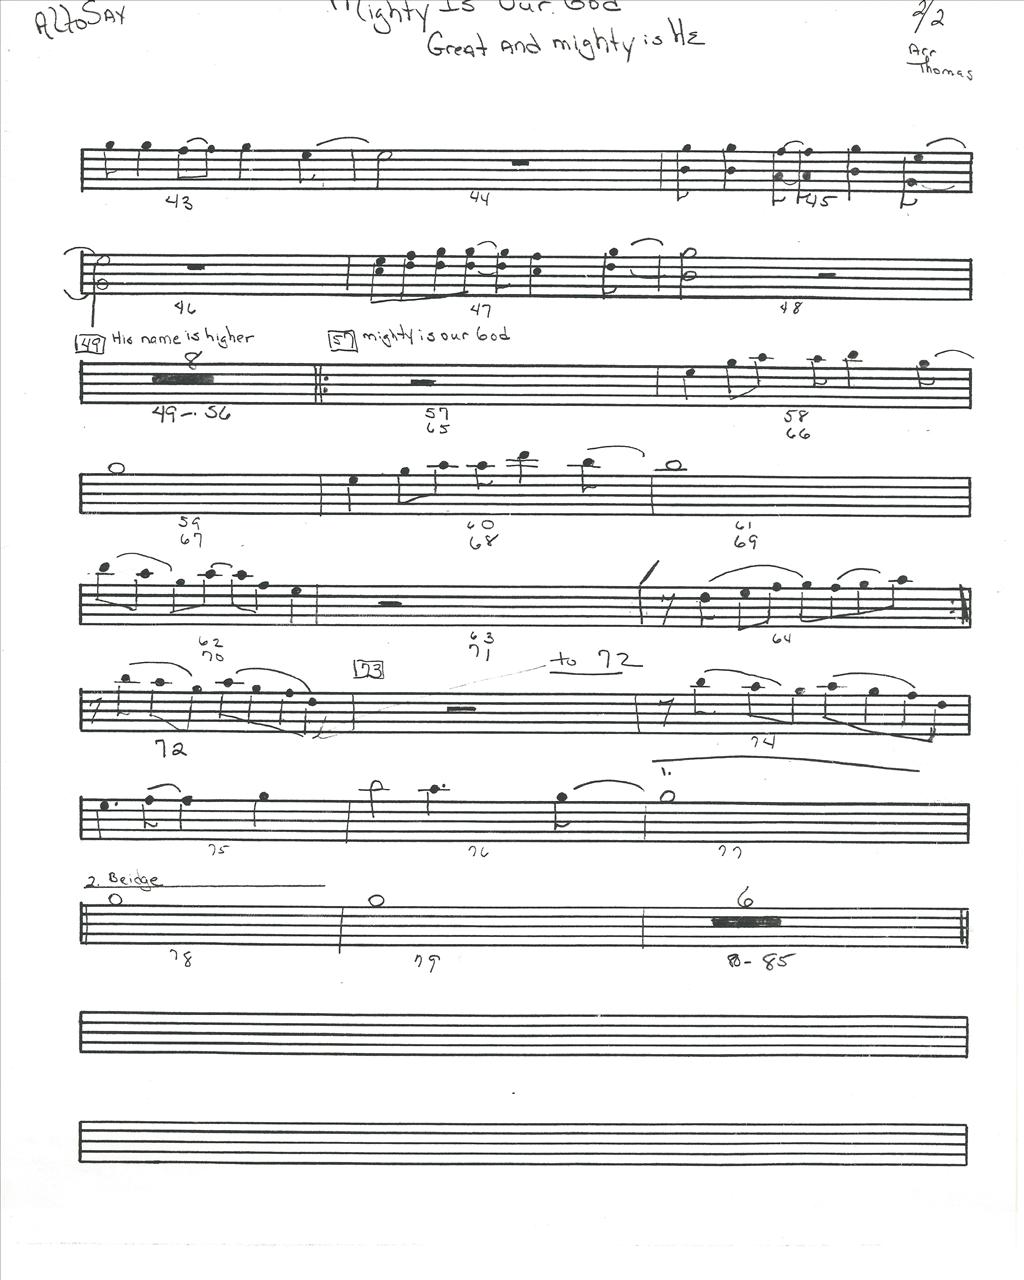 Alto Sax
Mighty Is Our God
2/2
Great And mighty is He
Arr
Thomas
43 44 45
46 47 48
49 His name is higher 57 mighty is our God
8
49-56 57 58
65 66
59 60 61
67 68 69
62 63 64
70 71
73 to 72
72 74
1.
75 76 77
2. Bridge
6
78 79 80-85